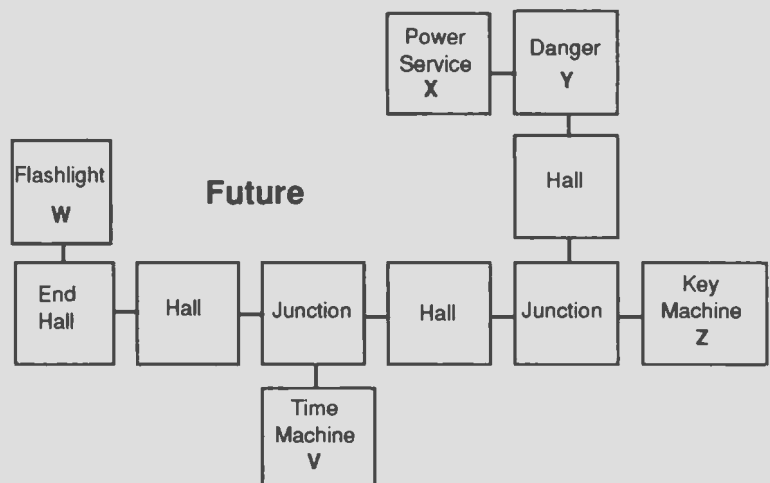 Power
Service
X
Danger
Y
Flashlight
W
Future
Hall
End
Hall
Hall
Junction
Hall
Junction
Key
Machine
Z
Time
Machine
V